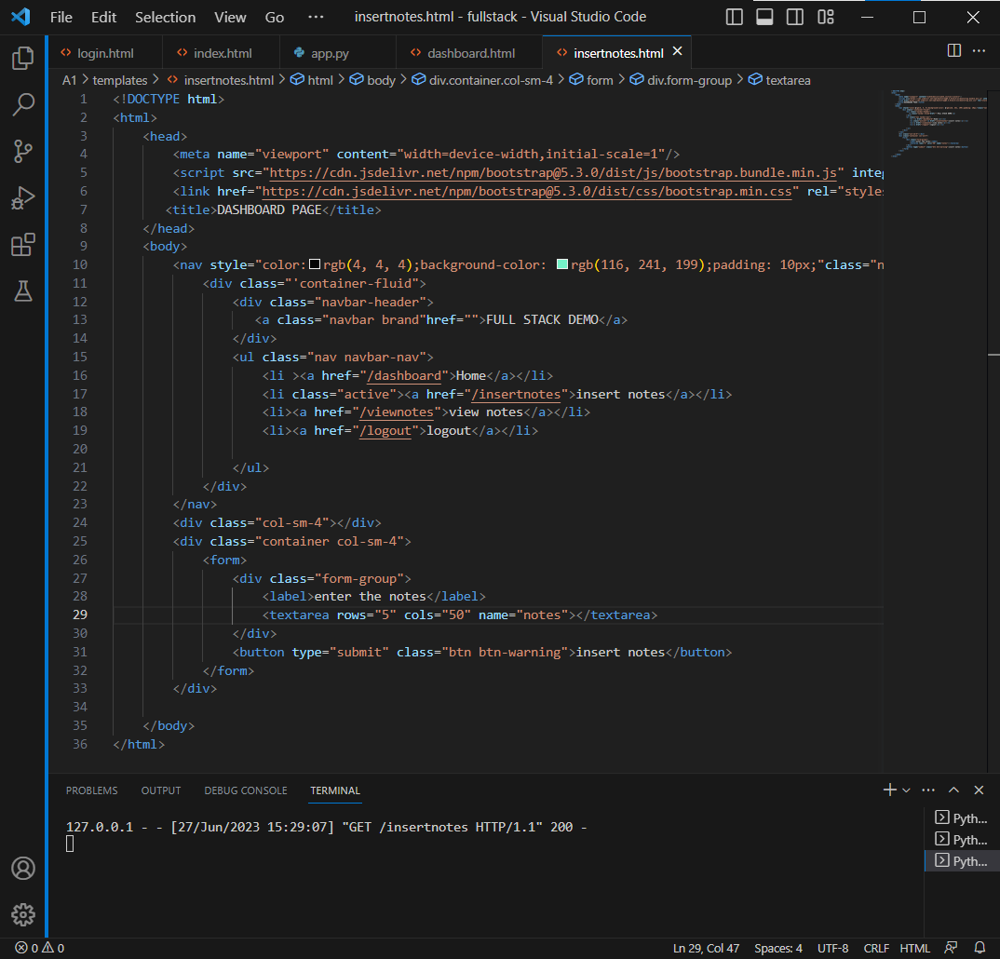 File Edit Selection View Go ··· insertnotes.html - fullstack - Visual Studio Code
login.html index.html app.py dashboard.html insertnotes.html
A1 > templates > insertnotes.html > html > body > div.container.col-sm-4 > form > div.form-group > textarea
1 <!DOCTYPE html>
2 <html>
3 <head>
4 <meta name="viewport" content="width=device-width,initial-scale=1"/>
5 <script src="https://cdn.jsdelivr.net/npm/bootstrap@5.3.0/dist/js/bootstrap.bundle.min.js" integ
6 <link href="https://cdn.jsdelivr.net/npm/bootstrap@5.3.0/dist/css/bootstrap.min.css" rel="styles
7 <title>DASHBOARD PAGE</title>
8 </head>
9 <body>
10 <nav style="color:rgb(4, 4, 4);background-color: rgb(116, 241, 199);padding: 10px;"class="n
11 <div class="'container-fluid">
12 <div class="navbar-header">
13 <a class="navbar brand"href="">FULL STACK DEMO</a>
14 </div>
15 <ul class="nav navbar-nav">
16 <li ><a href="/dashboard">Home</a></li>
17 <li class="active"><a href="/insertnotes">insert notes</a></li>
18 <li><a href="/viewnotes">view notes</a></li>
19 <li><a href="/logout">logout</a></li>
20
21 </ul>
22 </div>
23 </nav>
24 <div class="col-sm-4"></div>
25 <div class="container col-sm-4">
26 <form>
27 <div class="form-group">
28 <label>enter the notes</label>
29 <textarea rows="5" cols="50" name="notes"></textarea>
30 </div>
31 <button type="submit" class="btn btn-warning">insert notes</button>
32 </form>
33 </div>
34
35 </body>
36 </html>
PROBLEMS OUTPUT DEBUG CONSOLE TERMINAL
127.0.0.1 - - [27/Jun/2023 15:29:07] "GET /insertnotes HTTP/1.1" 200 -
Pyth...
Pyth...
Pyth...
0 0 Ln 29, Col 47 Spaces: 4 UTF-8 CRLF HTML